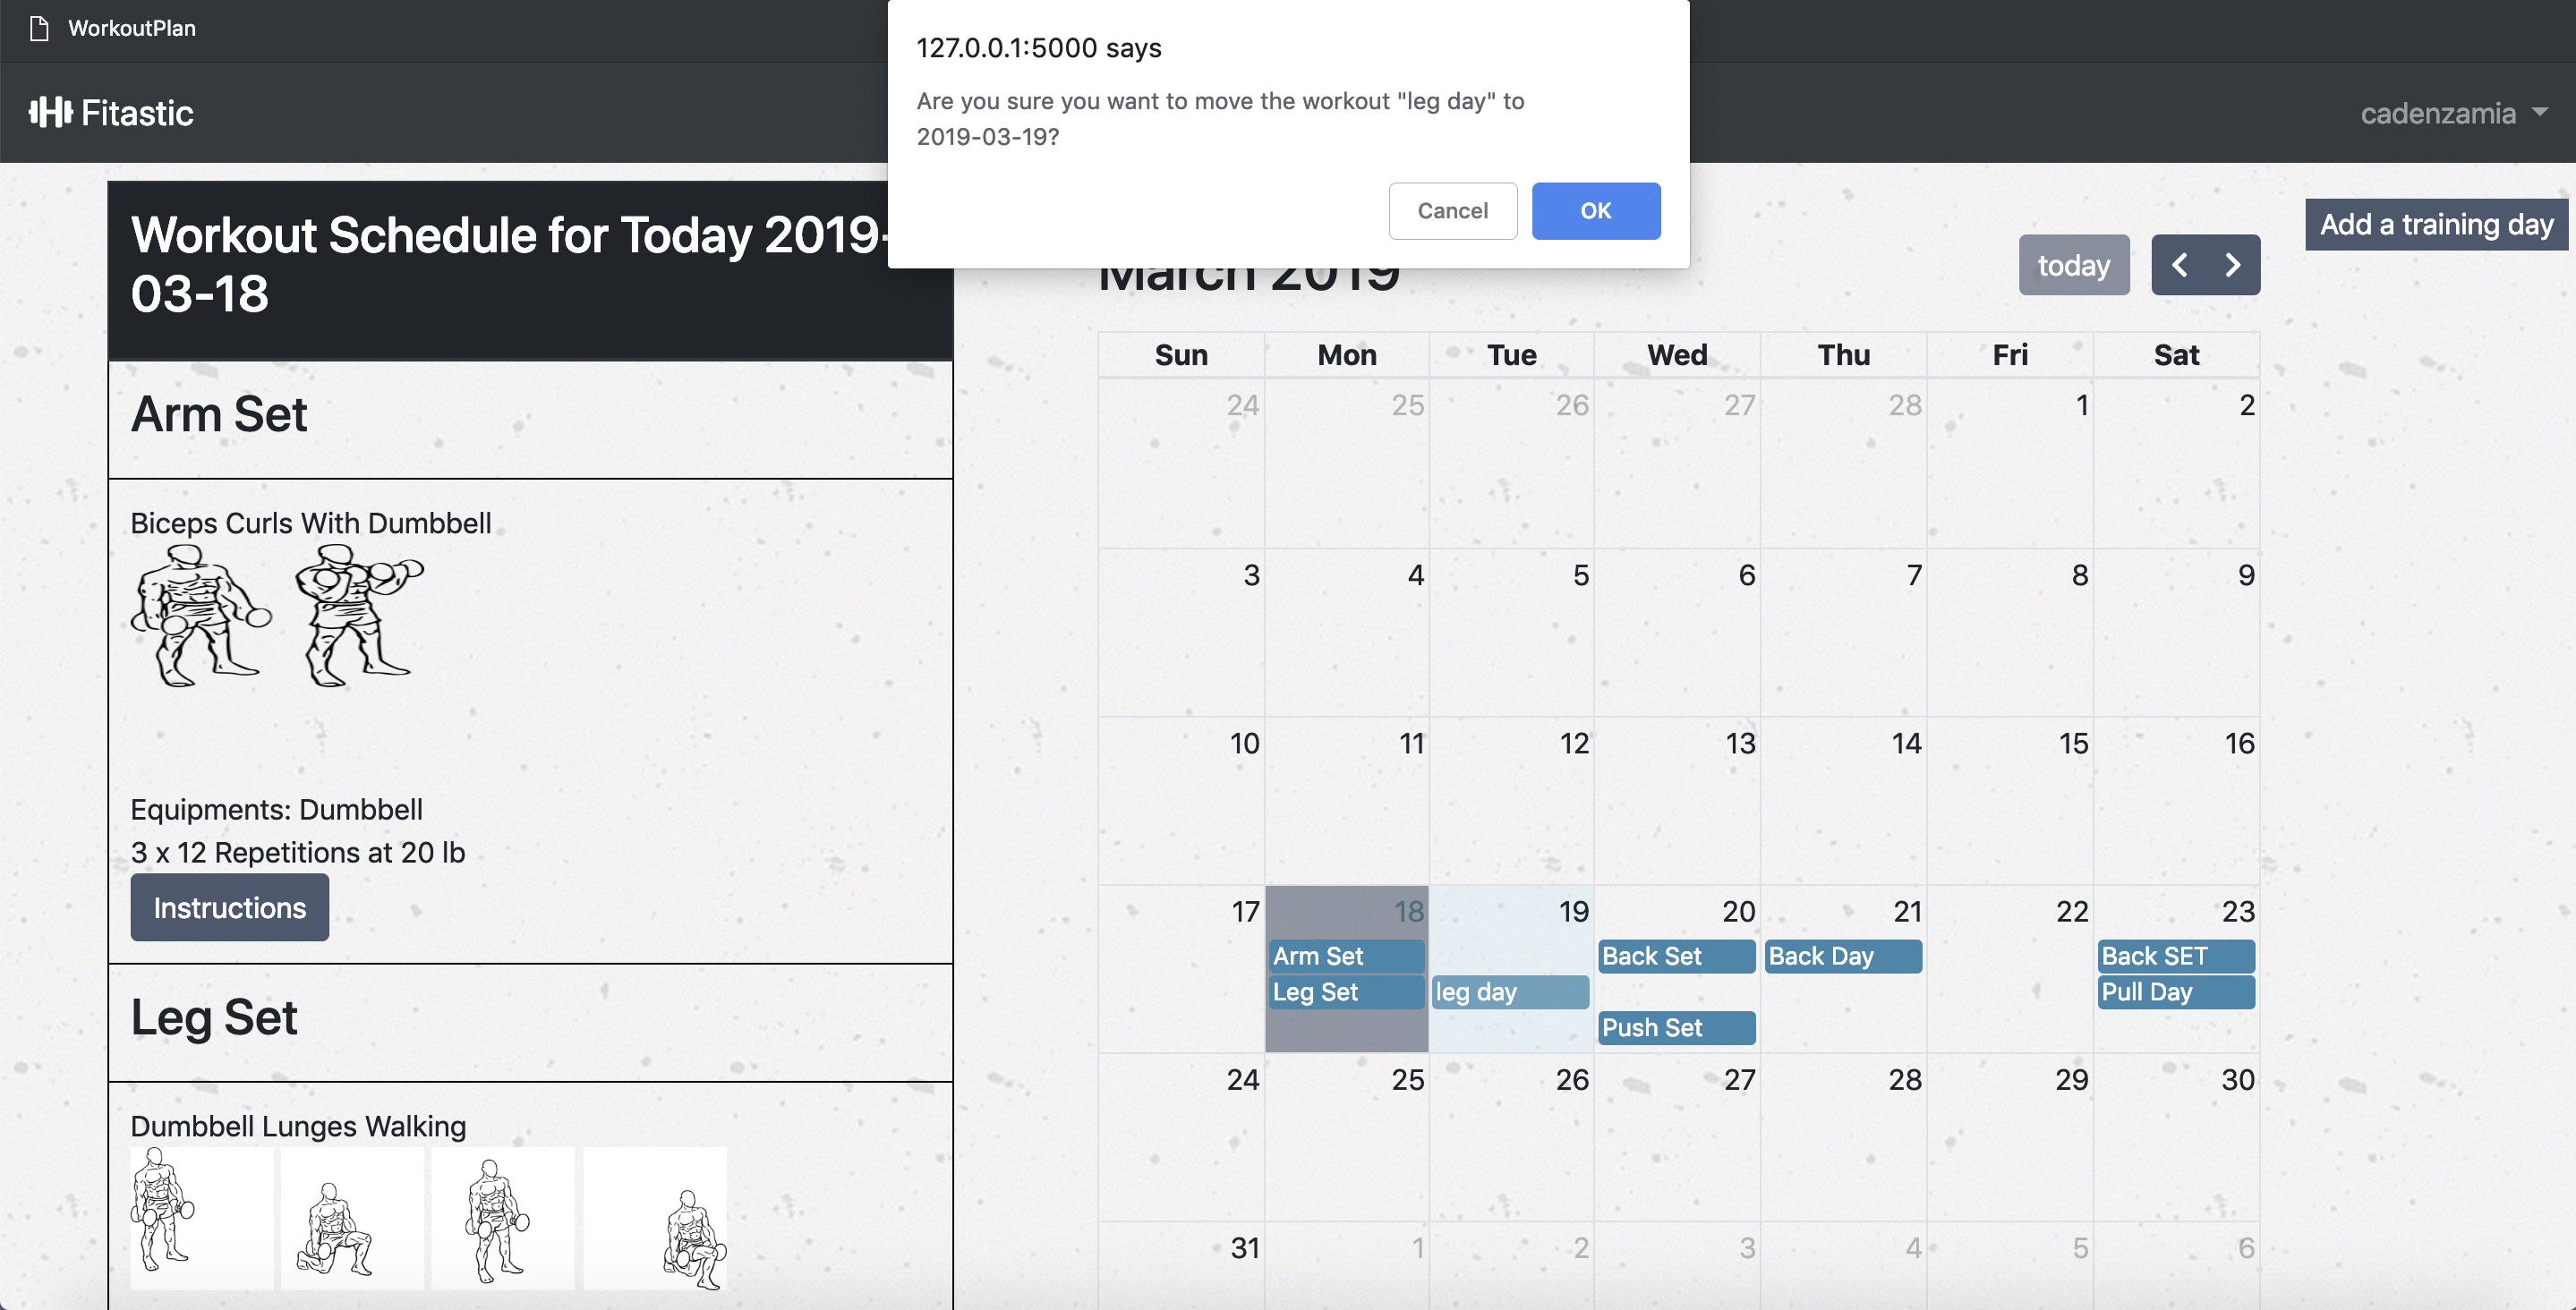 WorkoutPlan
Fitastic
cadenzamia
127.0.0.1:5000 says
Are you sure you want to move the workout "leg day" to
2019-03-19?
Cancel
OK
Workout Schedule for Today 2019-
03-18
Arm Set
Biceps Curls With Dumbbell
Equipments: Dumbbell
3 x 12 Repetitions at 20 lb
Instructions
Leg Set
Dumbbell Lunges Walking
March 2019
today
Add a training day
Sun Mon Tue Wed Thu Fri Sat
24 25 26 27 28 1 2
3 4 5 6 7 8 9
10 11 12 13 14 15 16
17 18 19 20 21 22 23
Arm Set Back Set Back Day Back SET
Leg Set leg day Pull Day
Push Set
24 25 26 27 28 29 30
31 1 2 3 4 5 6